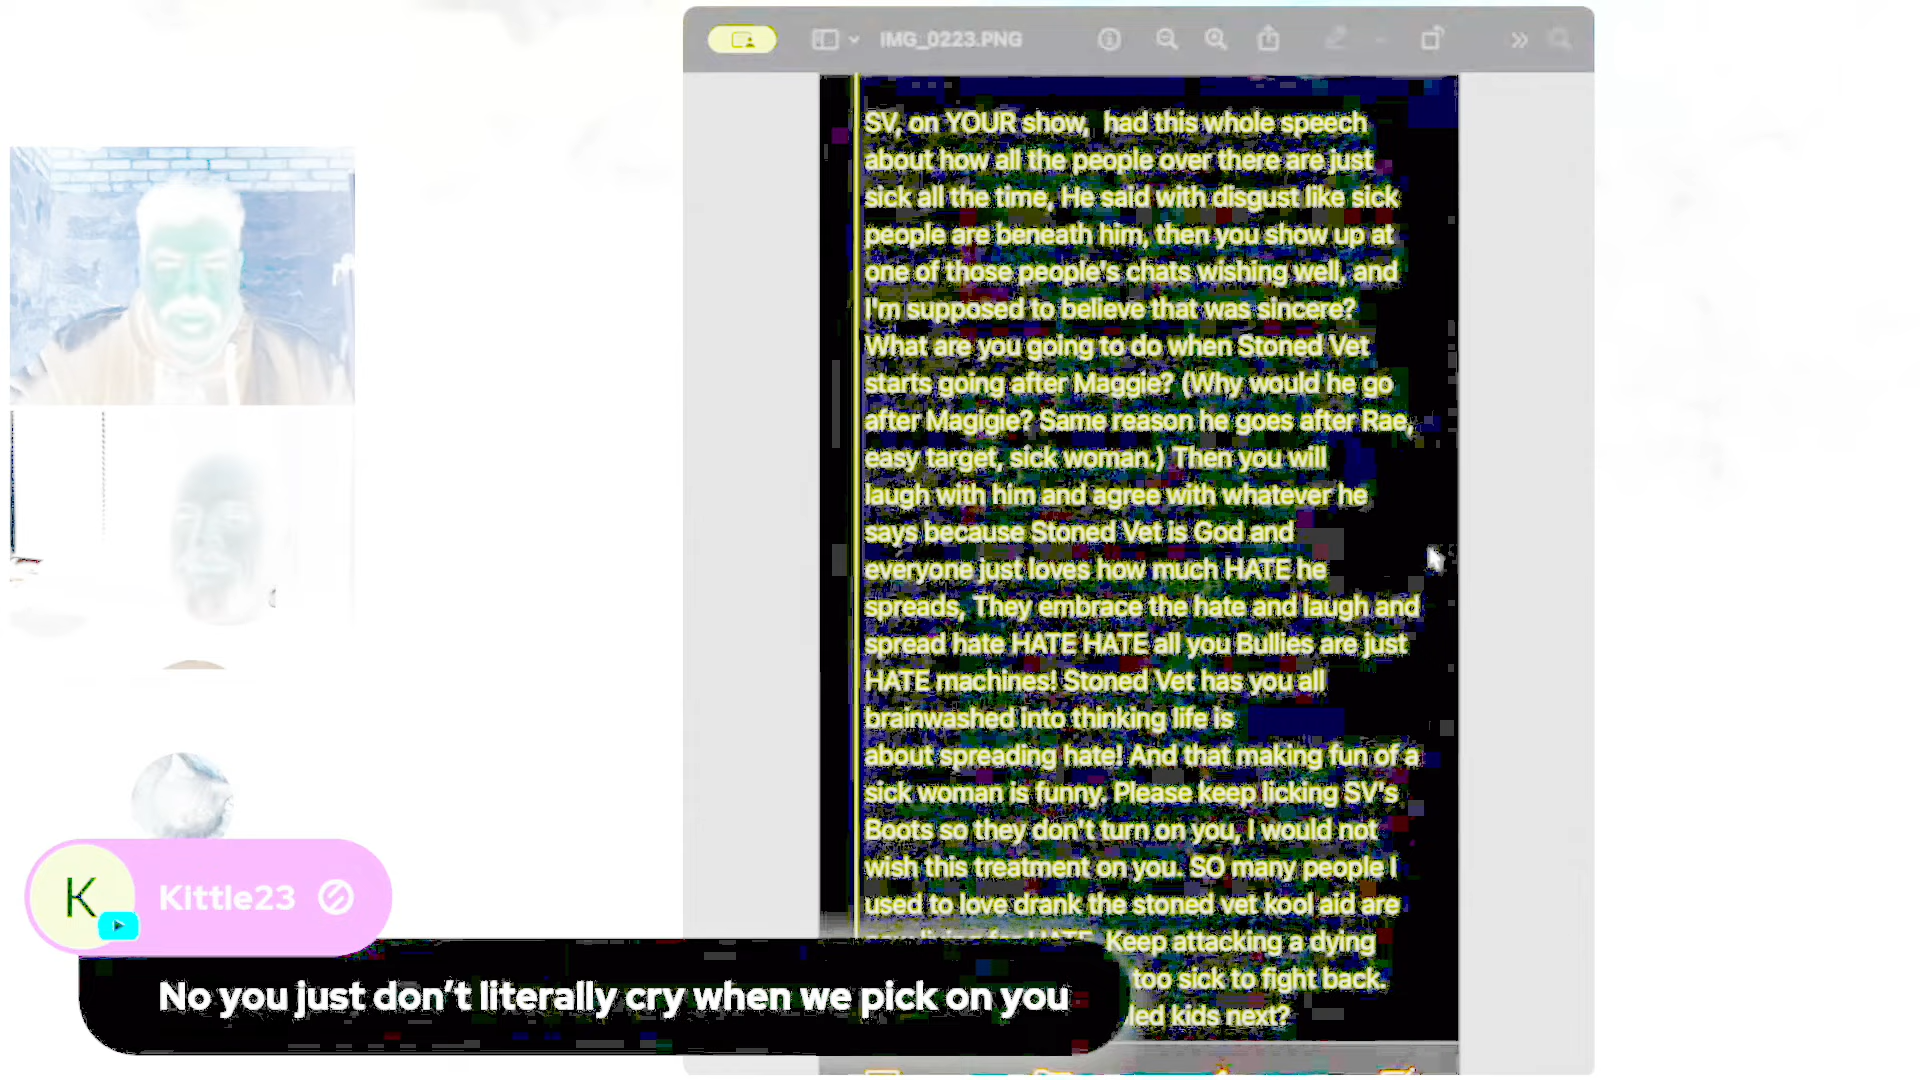 IMG_0223.PNG
SV, on YOUR show, had this whole speech
about how all the people over there are just
sick all the time, He said with disgust like sick
people are beneath him, then you show up at
one of those people's chats wishing well, and
I'm supposed to believe that was sincere?
What are you going to do when Stoned Vet
starts going after Maggie? (Why would he go
after Magigie? Same reason he goes after Rae,
easy target, sick woman.) Then you will
laugh with him and agree with whatever he
says because Stoned Vet is God and
everyone just loves how much HATE he
spreads, They embrace the hate and laugh and
spread hate HATE HATE all you Bullies are just
HATE machines! Stoned Vet has you all
brainwashed into thinking life is
about spreading hate! And that making fun of a
sick woman is funny. Please keep licking SV's
Boots so they don't turn on you, I would not
wish this treatment on you. SO many people I
used to love drank the stoned vet kool aid are
HATE, Keep attacking a dying
too sick to fight back.
kids next?
K Kittle23
No you just don't literally cry when we pick on you